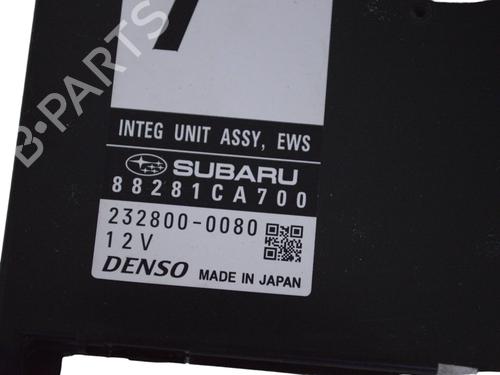 7
INTEG UNIT ASSY, EWS
SUBARU
88281CA700
232800-0080
12V
DENSO MADE IN JAPAN
B-PARTS